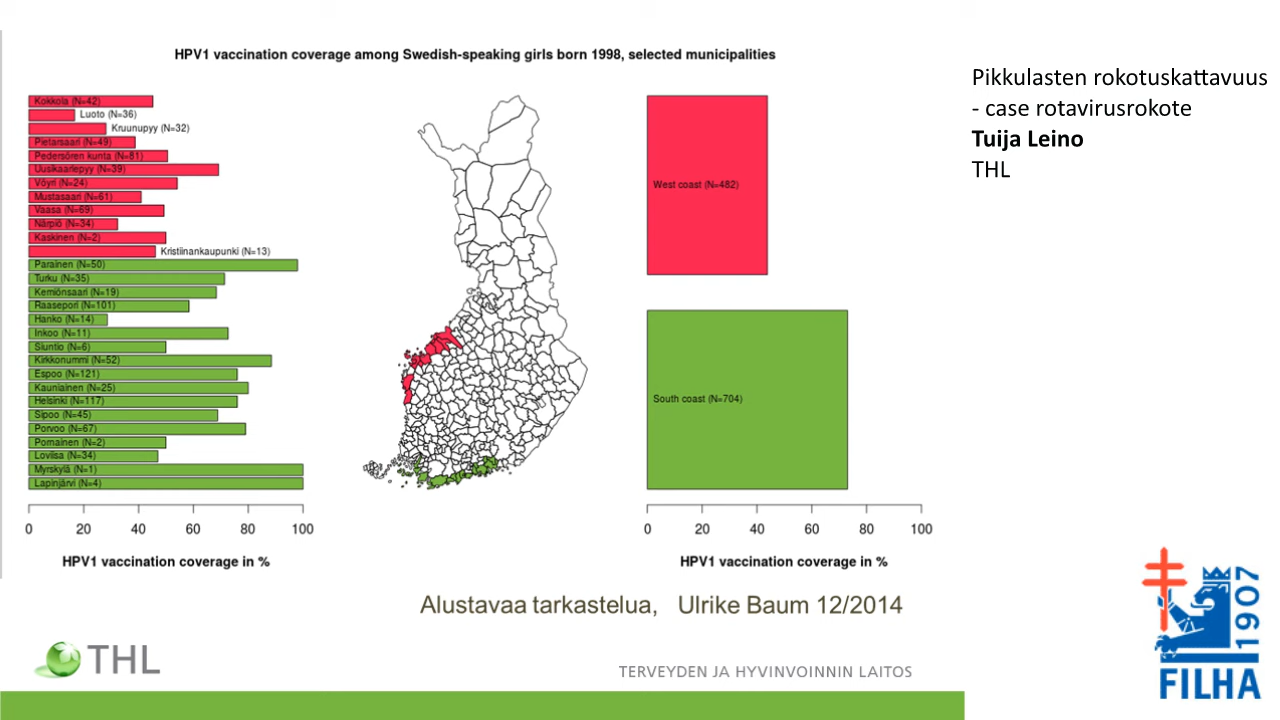 HPV1 vaccination coverage among Swedish-speaking girls born 1998, selected municipalities
Kokkola (N=42)
Luoto (N=36)
Kruunupyy (N=32)
Pietarsaari (N=49)
Pedersören kunta (N=81)
Uusikaarlepyy (N=39)
Vöyri (N=24)
Mustasaari (N=61)
Vaasa (N=69)
Närpiö (N=34)
Kaskinen (N=2)
Kristiinankaupunki (N=13)
Parainen (N=50)
Turku (N=35)
Kemiönsaari (N=19)
Raasepori (N=101)
Hanko (N=14)
Inkoo (N=11)
Siuntio (N=6)
Kirkkonummi (N=52)
Espoo (N=121)
Kauniainen (N=25)
Helsinki (N=117)
Sipoo (N=45)
Porvoo (N=67)
Pornainen (N=2)
Loviisa (N=34)
Myrskylä (N=1)
Lapinjärvi (N=4)
0 20 40 60 80 100
HPV1 vaccination coverage in %
West coast (N=482)
South coast (N=704)
0 20 40 60 80 100
HPV1 vaccination coverage in %
Alustavaa tarkastelua, Ulrike Baum 12/2014
THL
TERVEYDEN JA HYVINVOINNIN LAITOS
Pikkulasten rokotuskattavuus
- case rotavirusrokote
Tuija Leino
THL
1907
FILHA